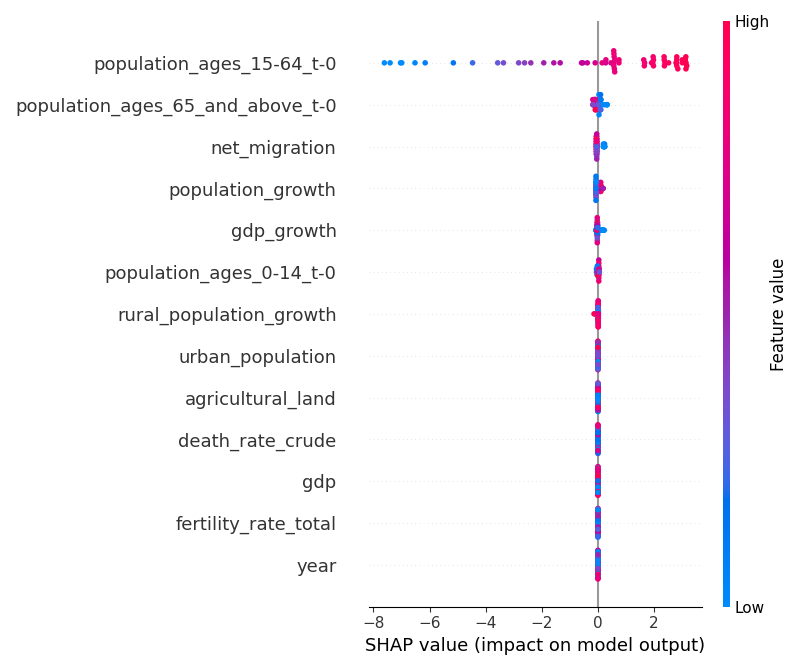 High
population_ages_15-64_t-0
population_ages_65_and_above_t-0
net_migration
population_growth
gdp_growth
population_ages_0-14_t-0
rural_population_growth
urban_population
agricultural_land
death_rate_crude
gdp
fertility_rate_total
year
Feature value
Low
−8 −6 −4 −2 0 2
SHAP value (impact on model output)